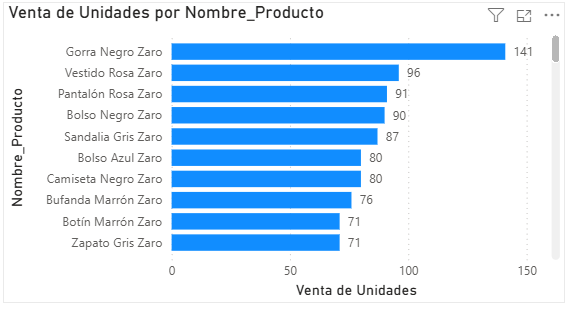 Venta de Unidades por Nombre_Producto
Nombre_Producto
Gorra Negro Zaro 141
Vestido Rosa Zaro 96
Pantalón Rosa Zaro 91
Bolso Negro Zaro 90
Sandalia Gris Zaro 87
Bolso Azul Zaro 80
Camiseta Negro Zaro 80
Bufanda Marrón Zaro 76
Botín Marrón Zaro 71
Zapato Gris Zaro 71
0 50 100 150
Venta de Unidades